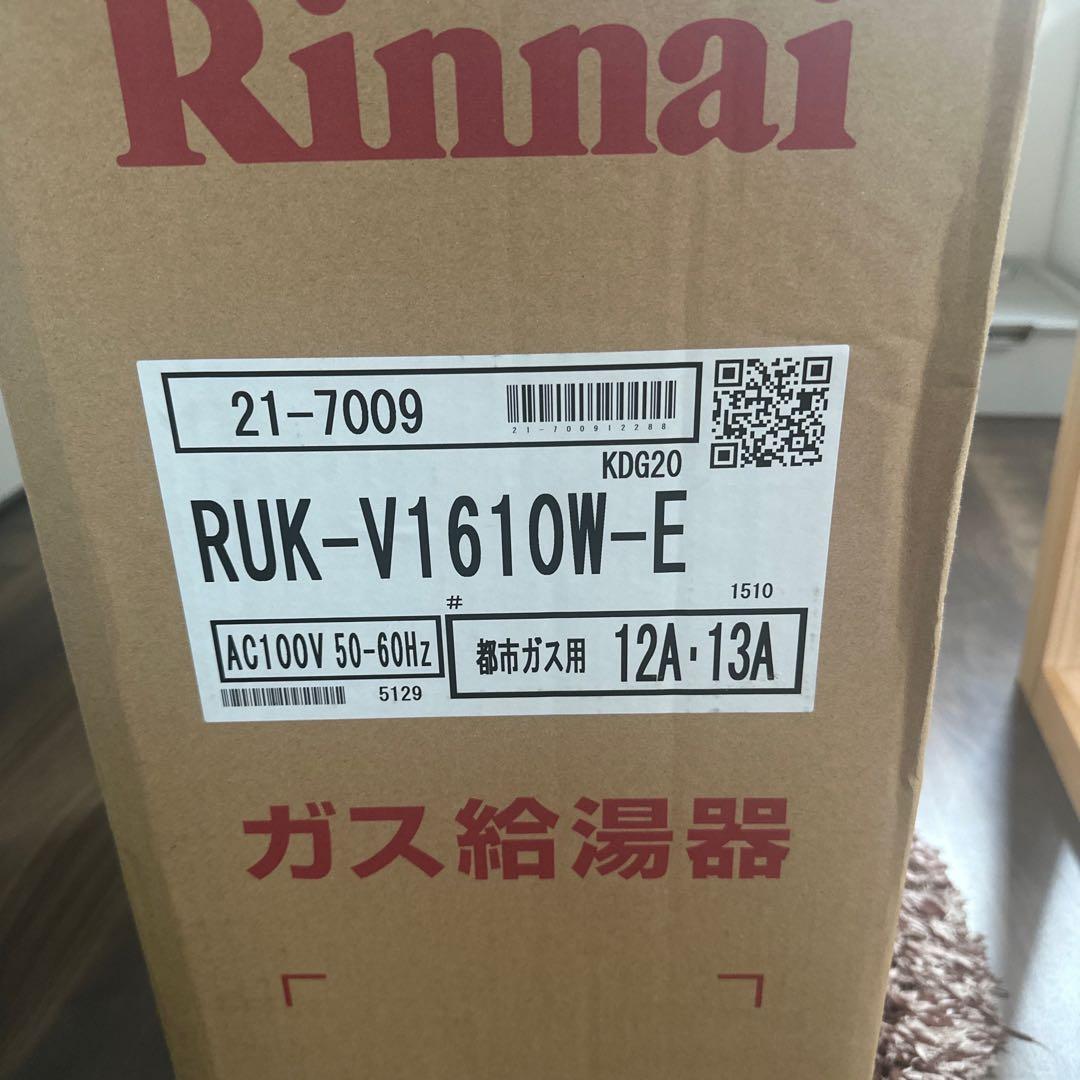 Rinnai
21-7009
21-700912288
KDG20
RUK-V1610W-E
1510
#
AC100V 50-60Hz
都市ガス用 12A・13A
5129
ガス給湯器